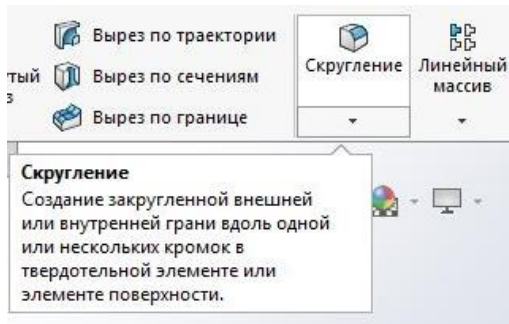 Вырез по траектории
тый
Вырез по сечениям
з
Вырез по границе
Скругление
Линейный
массив
Скругление
Создание закругленной внешней
или внутренней грани вдоль одной
или нескольких кромок в
твердотельной элементе или
элементе поверхности.